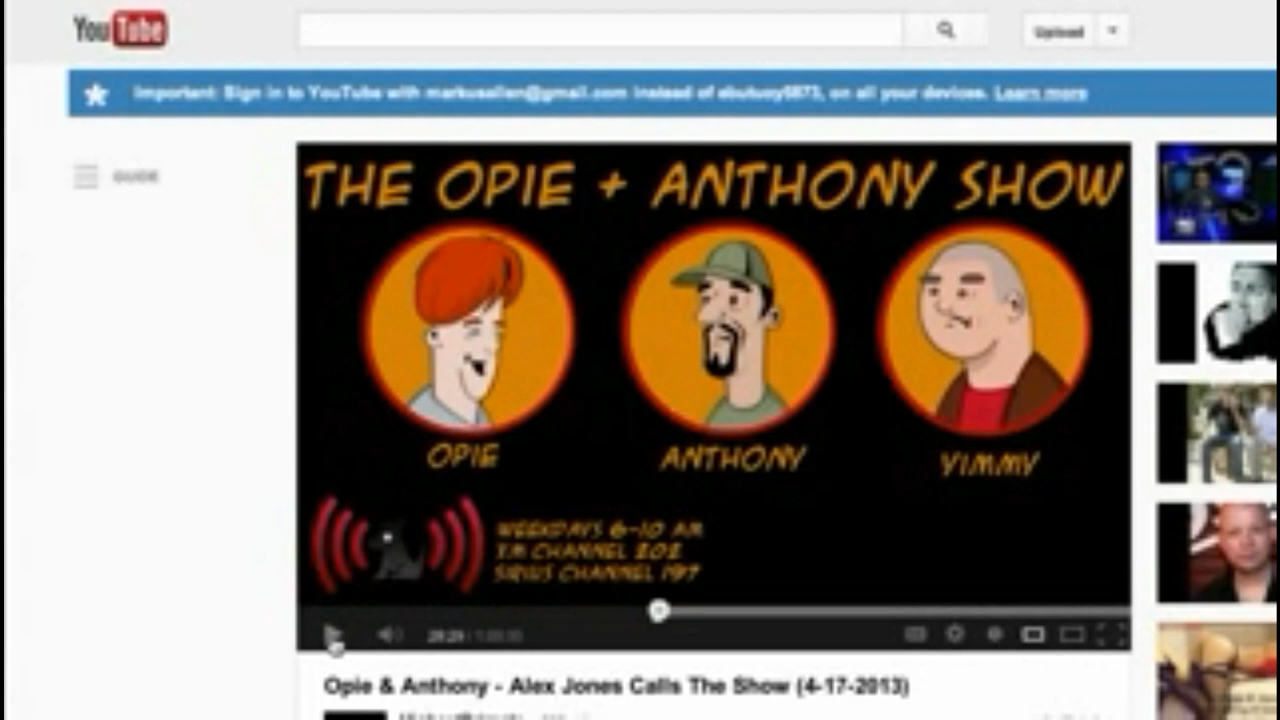 YouTube
Upload
Important: Sign in to YouTube with markusallen@gmail.com instead of ebutuoy5873, on all your devices. Learn more
GUIDE
THE OPIE + ANTHONY SHOW
OPIE
ANTHONY
YIMMY
WEEKDAYS 6-10 AM
XM CHANNEL 202
SIRIUS CHANNEL 197
Opie & Anthony - Alex Jones Calls The Show (4-17-2013)